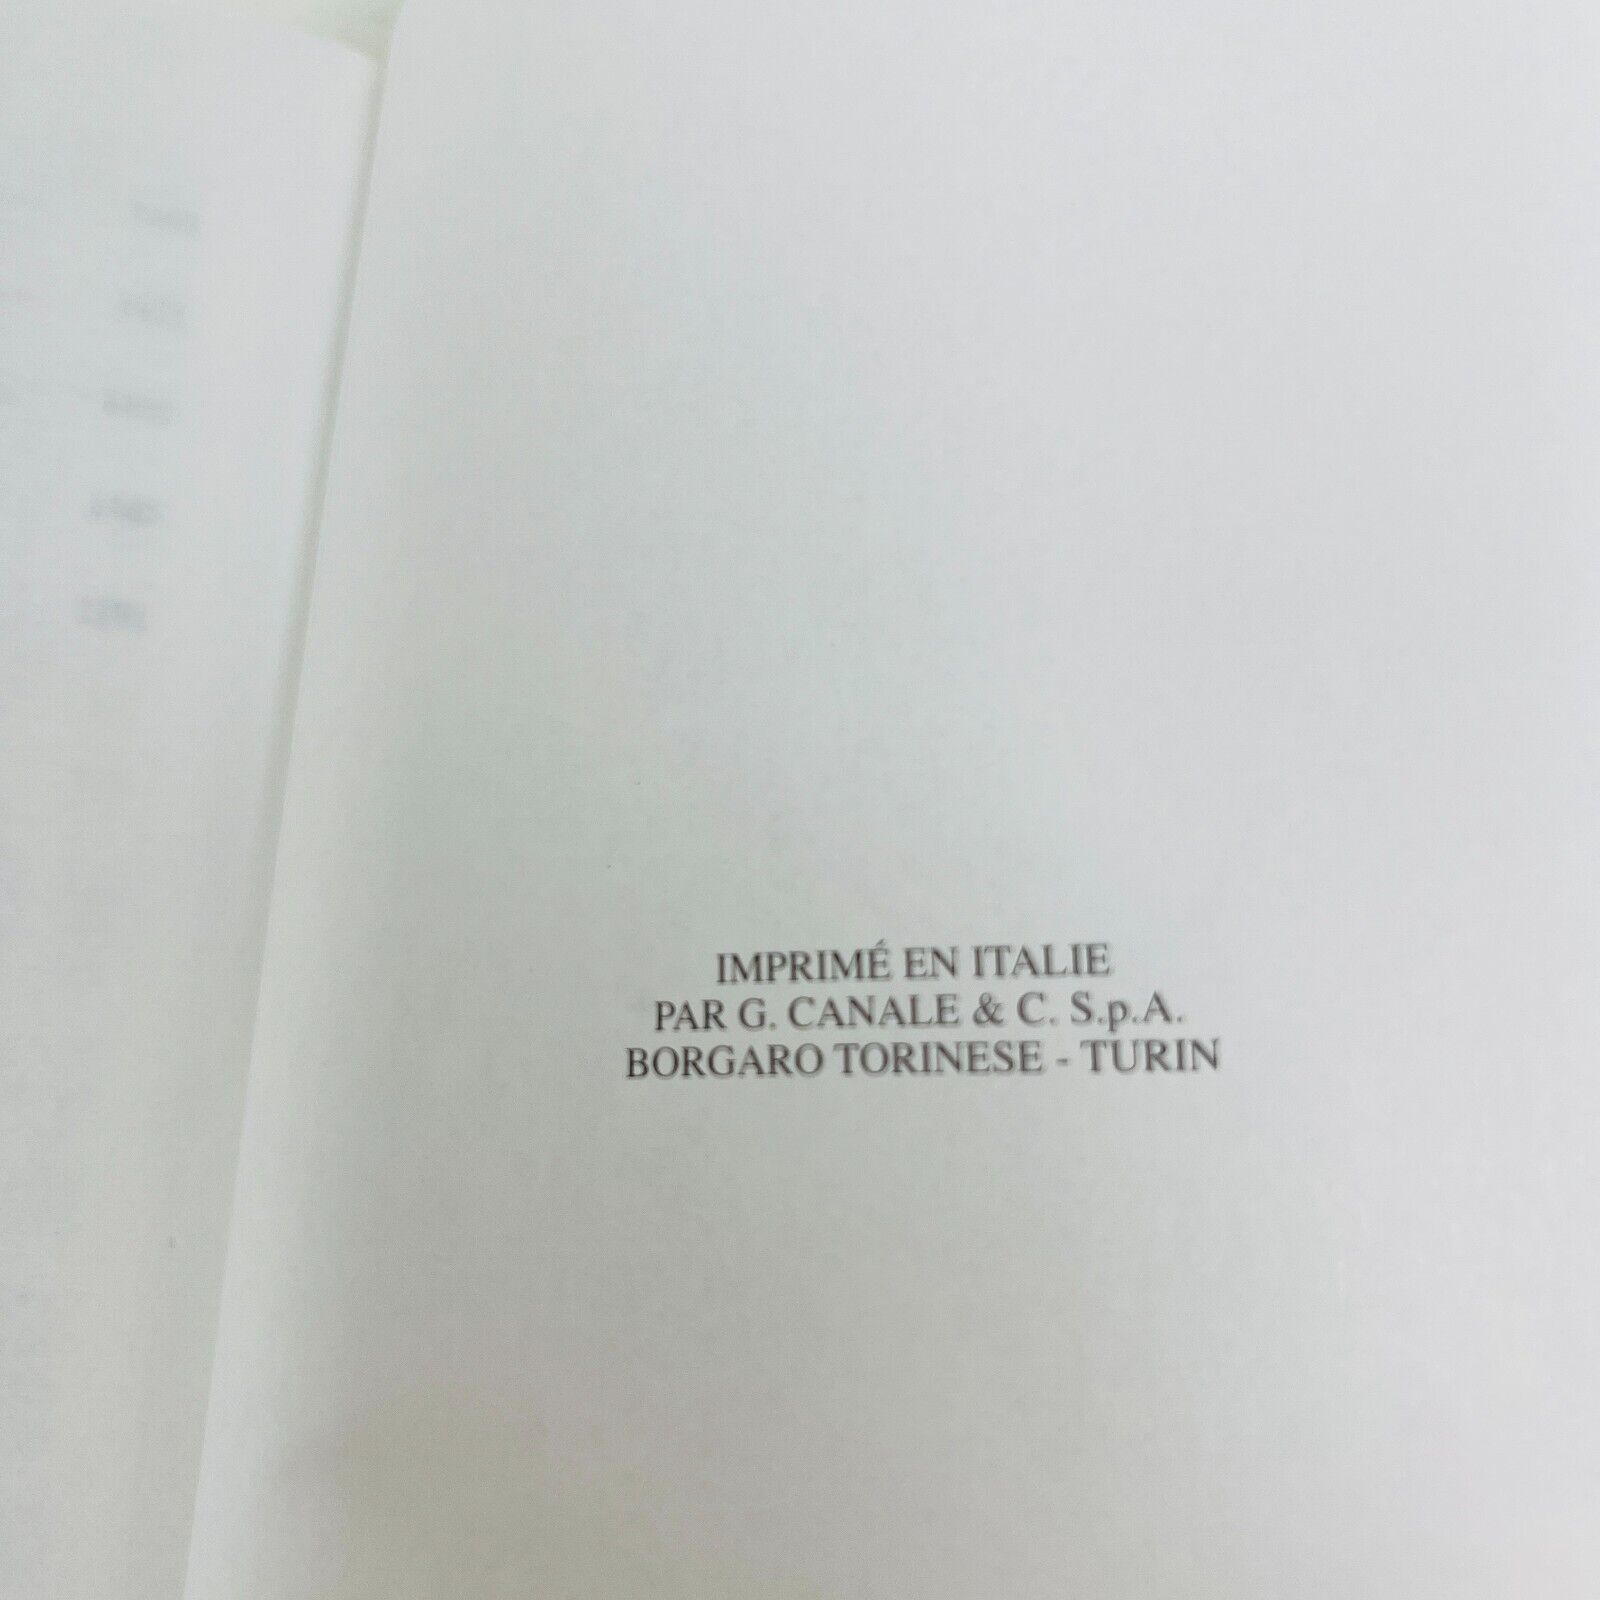 IMPRIMÉ EN ITALIE
PAR G. CANALE & C. S.p.A.
BORGARO TORINESE - TURIN